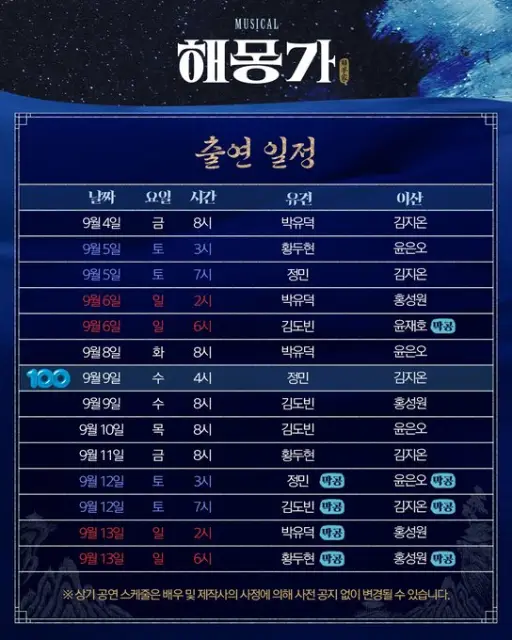 MUSICAL
해몽가
출연 일정
날짜 요일 시간 유견 이산
9월 4일 금 8시 박유덕 김지온
9월 5일 토 3시 황두현 윤은오
9월 5일 토 7시 정민 김지온
9월 6일 일 2시 박유덕 홍성원
9월 6일 일 6시 김도빈 윤재호 막공
9월 8일 화 8시 박유덕 윤은오
100 9월 9일 수 4시 정민 김지온
9월 9일 수 8시 김도빈 홍성원
9월 10일 목 8시 김도빈 윤은오
9월 11일 금 8시 황두현 김지온
9월 12일 토 3시 정민 막공 윤은오 막공
9월 12일 토 7시 김도빈 막공 김지온 막공
9월 13일 일 2시 박유덕 막공 홍성원
9월 13일 일 6시 황두현 막공 홍성원 막공
※ 상기 공연 스케줄은 배우 및 제작사의 사정에 의해 사전 공지 없이 변경될 수 있습니다.